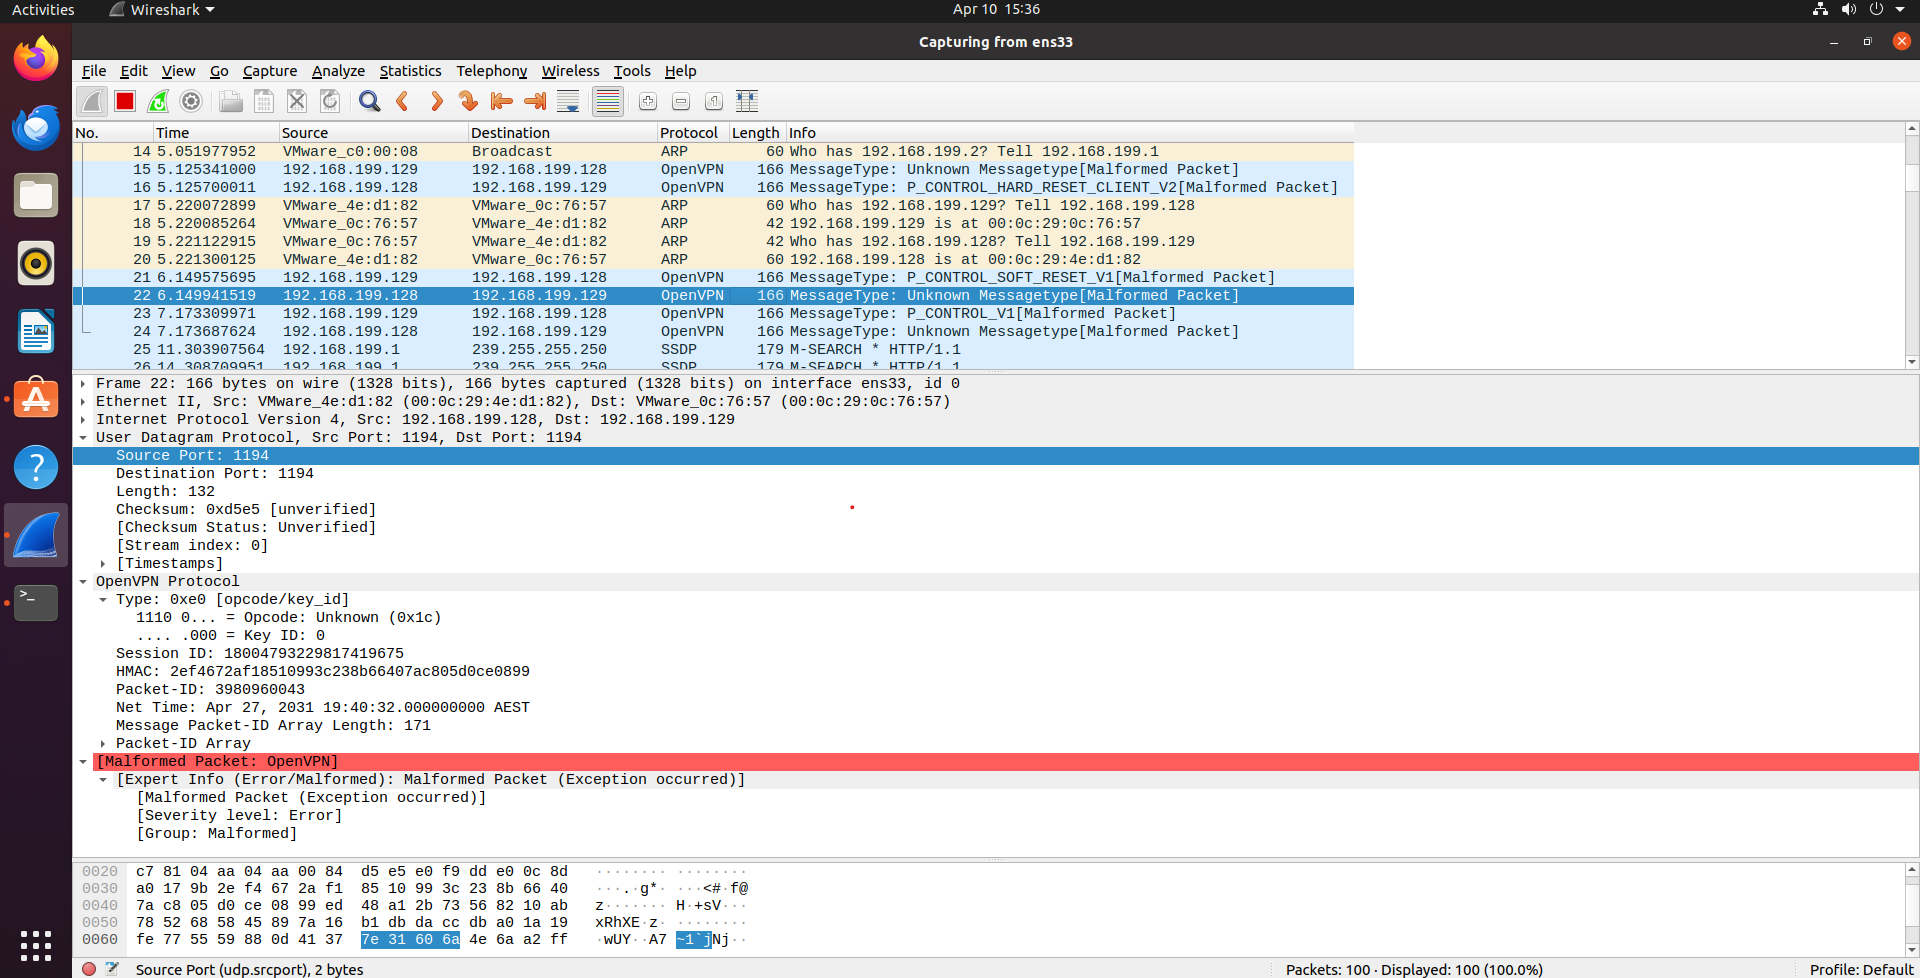 Activities Wireshark Apr 10 15:36
Capturing from ens33
File Edit View Go Capture Analyze Statistics Telephony Wireless Tools Help
No. Time Source Destination Protocol Length Info
14 5.051977952 VMware_c0:00:08 Broadcast ARP 60 Who has 192.168.199.2? Tell 192.168.199.1
15 5.125341000 192.168.199.129 192.168.199.128 OpenVPN 166 MessageType: Unknown Messagetype[Malformed Packet]
16 5.125700011 192.168.199.128 192.168.199.129 OpenVPN 166 MessageType: P_CONTROL_HARD_RESET_CLIENT_V2[Malformed Packet]
17 5.220072899 VMware_4e:d1:82 VMware_0c:76:57 ARP 60 Who has 192.168.199.129? Tell 192.168.199.128
18 5.220085264 VMware_0c:76:57 VMware_4e:d1:82 ARP 42 192.168.199.129 is at 00:0c:29:0c:76:57
19 5.221122915 VMware_0c:76:57 VMware_4e:d1:82 ARP 42 Who has 192.168.199.128? Tell 192.168.199.129
20 5.221300125 VMware_4e:d1:82 VMware_0c:76:57 ARP 60 192.168.199.128 is at 00:0c:29:4e:d1:82
21 6.149575695 192.168.199.129 192.168.199.128 OpenVPN 166 MessageType: P_CONTROL_SOFT_RESET_V1[Malformed Packet]
22 6.149941519 192.168.199.128 192.168.199.129 OpenVPN 166 MessageType: Unknown Messagetype[Malformed Packet]
23 7.173309971 192.168.199.129 192.168.199.128 OpenVPN 166 MessageType: P_CONTROL_V1[Malformed Packet]
24 7.173687624 192.168.199.128 192.168.199.129 OpenVPN 166 MessageType: Unknown Messagetype[Malformed Packet]
25 11.303907564 192.168.199.1 239.255.255.250 SSDP 179 M-SEARCH * HTTP/1.1
26 14.308709951 192.168.199.1 239.255.255.250 SSDP 179 M-SEARCH * HTTP/1.1
Frame 22: 166 bytes on wire (1328 bits), 166 bytes captured (1328 bits) on interface ens33, id 0
Ethernet II, Src: VMware_4e:d1:82 (00:0c:29:4e:d1:82), Dst: VMware_0c:76:57 (00:0c:29:0c:76:57)
Internet Protocol Version 4, Src: 192.168.199.128, Dst: 192.168.199.129
User Datagram Protocol, Src Port: 1194, Dst Port: 1194
Source Port: 1194
Destination Port: 1194
Length: 132
Checksum: 0xd5e5 [unverified]
[Checksum Status: Unverified]
[Stream index: 0]
[Timestamps]
OpenVPN Protocol
Type: 0xe0 [opcode/key_id]
1110 0... = Opcode: Unknown (0x1c)
.... .000 = Key ID: 0
Session ID: 18004793229817419675
HMAC: 2ef4672af18510993c238b66407ac805d0ce0899
Packet-ID: 3980960043
Net Time: Apr 27, 2031 19:40:32.000000000 AEST
Message Packet-ID Array Length: 171
Packet-ID Array
[Malformed Packet: OpenVPN]
[Expert Info (Error/Malformed): Malformed Packet (Exception occurred)]
[Malformed Packet (Exception occurred)]
[Severity level: Error]
[Group: Malformed]
0020 c7 81 04 aa 04 aa 00 84 d5 e5 e0 f9 dd e0 0c 8d ········ ········
0030 a0 17 9b 2e f4 67 2a f1 85 10 99 3c 23 8b 66 40 ···.·g*· ···<#·f@
0040 7a c8 05 d0 ce 08 99 ed 48 a1 2b 73 56 82 10 ab z······· H·+sV···
0050 78 52 68 58 45 89 7a 16 b1 db da cc db a0 1a 19 xRhXE·z· ········
0060 fe 77 55 59 88 0d 41 37 7e 31 60 6a 4e 6a a2 ff ·wUY··A7 ~1`jNj··
Source Port (udp.srcport), 2 bytes Packets: 100 · Displayed: 100 (100.0%) Profile: Default